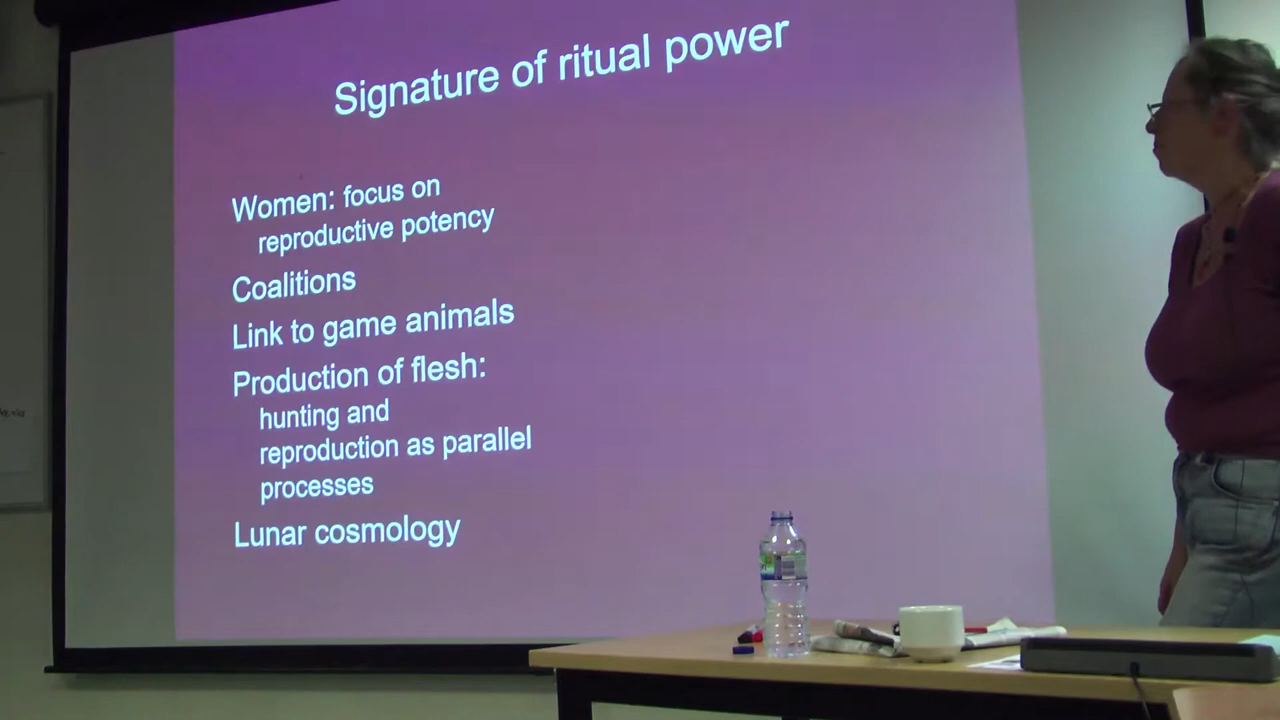 Signature of ritual power
Women: focus on
reproductive potency
Coalitions
Link to game animals
Production of flesh:
hunting and
reproduction as parallel
processes
Lunar cosmology